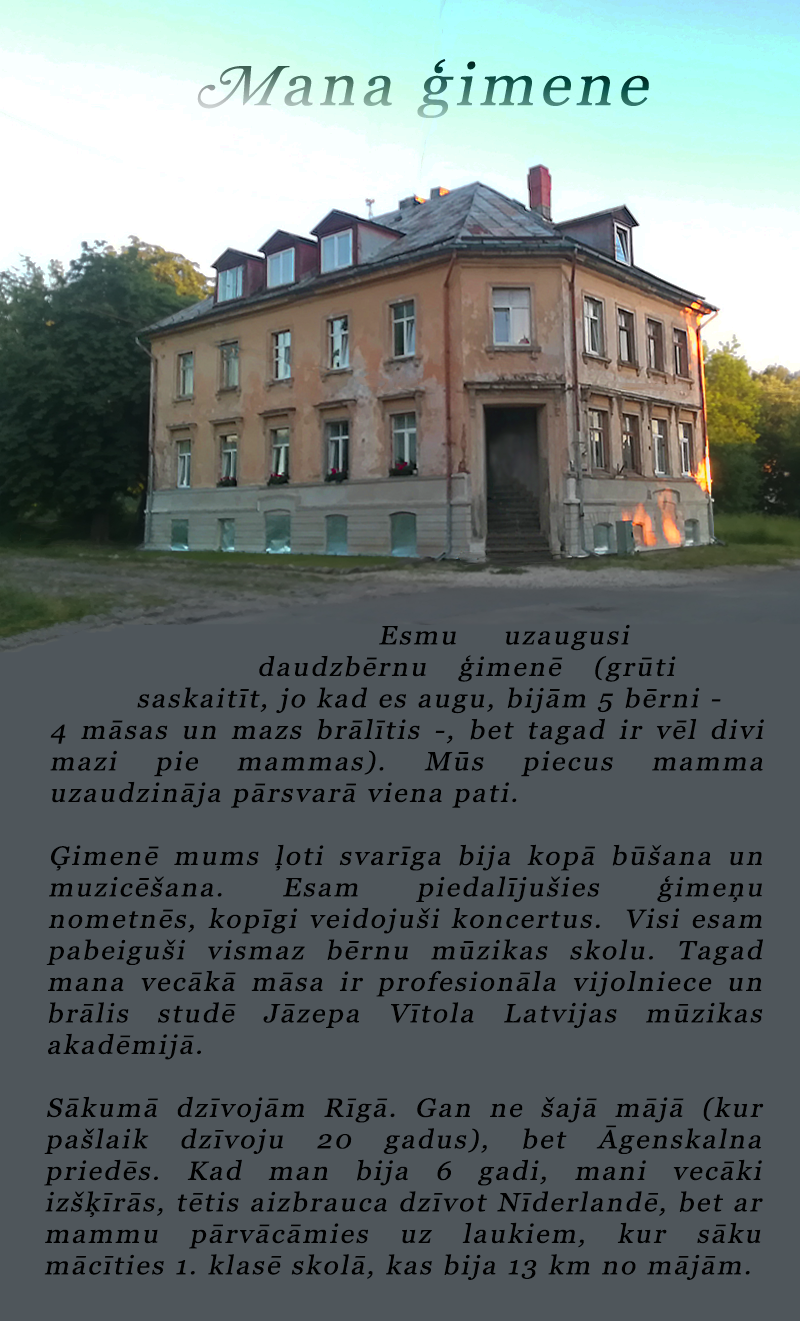 Mana ģimene
Esmu uzaugusi
daudzbērnu ģimenē (grūti
saskaitīt, jo kad es augu, bijām 5 bērni -
4 māsas un mazs brālītis -, bet tagad ir vēl divi
mazi pie mammas). Mūs piecus mamma
uzaudzināja pārsvarā viena pati.
Ģimenē mums ļoti svarīga bija kopā būšana un
muzicēšana. Esam piedalījušies ģimeņu
nometnēs, kopīgi veidojuši koncertus. Visi esam
pabeiguši vismaz bērnu mūzikas skolu. Tagad
mana vecākā māsa ir profesionāla vijolniece un
brālis studē Jāzepa Vītola Latvijas mūzikas
akadēmijā.
Sākumā dzīvojām Rīgā. Gan ne šajā mājā (kur
pašlaik dzīvoju 20 gadus), bet Āgenskalna
priedēs. Kad man bija 6 gadi, mani vecāki
izšķīrās, tētis aizbrauca dzīvot Nīderlandē, bet ar
mammu pārvācāmies uz laukiem, kur sāku
mācīties 1. klasē skolā, kas bija 13 km no mājām.